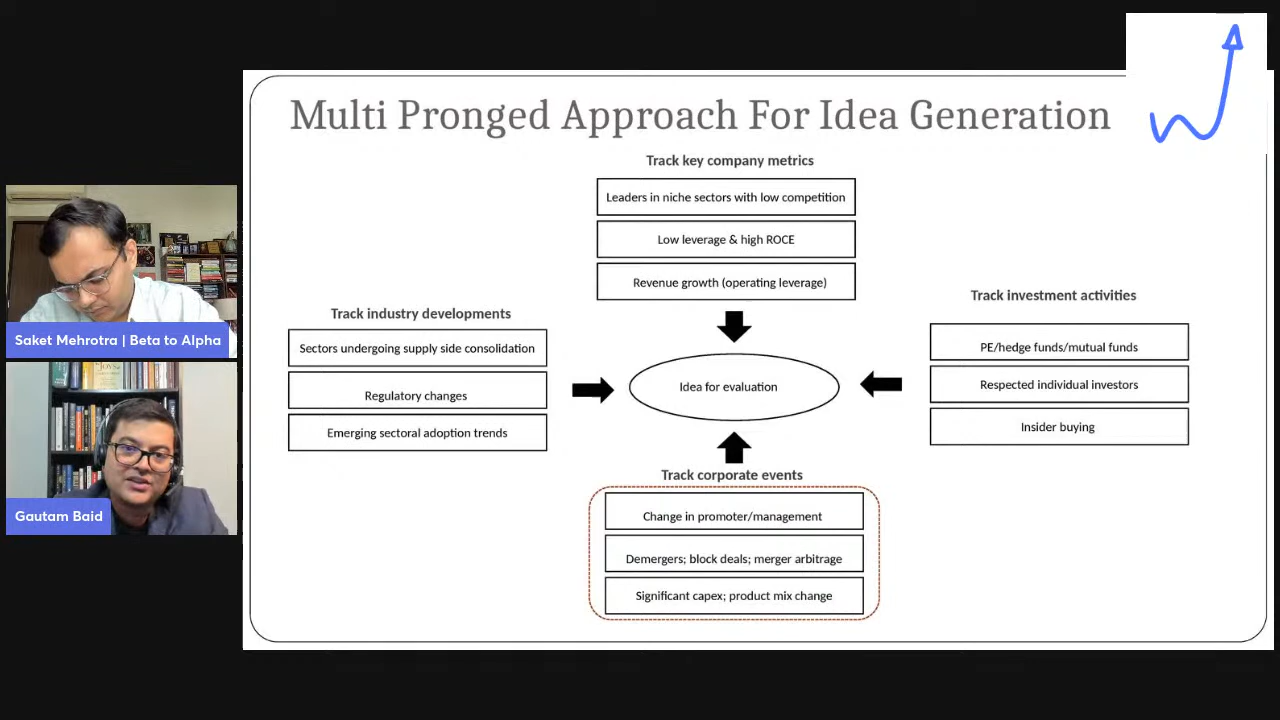 Multi Pronged Approach For Idea Generation
Track key company metrics
Leaders in niche sectors with low competition
Low leverage & high ROCE
Revenue growth (operating leverage)
Track industry developments
Sectors undergoing supply side consolidation
Regulatory changes
Emerging sectoral adoption trends
Idea for evaluation
Track investment activities
PE/hedge funds/mutual funds
Respected individual investors
Insider buying
Track corporate events
Change in promoter/management
Demergers; block deals; merger arbitrage
Significant capex; product mix change
Saket Mehrotra | Beta to Alpha
Gautam Baid